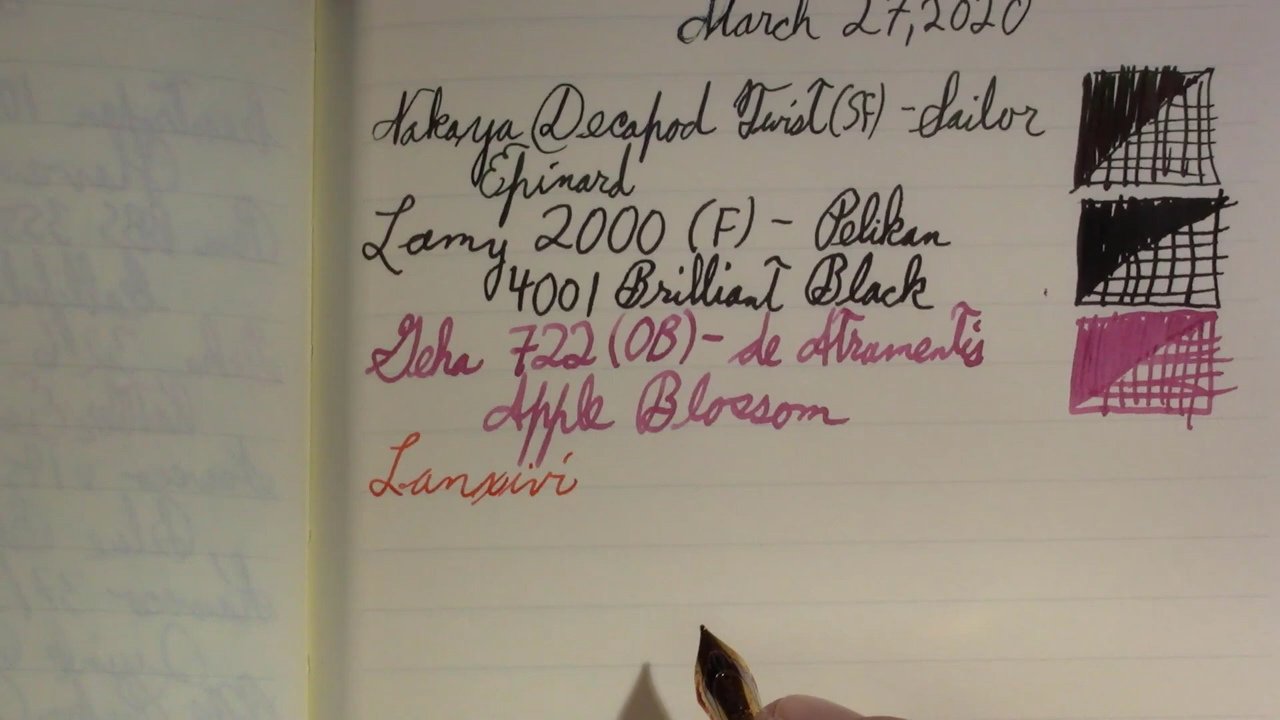 March 27, 2020
Nakaya Decapod Twist (SF) - Sailor
Epinard
Lamy 2000 (F) - Pelikan
4001 Brilliant Black
Geha 722 (OB) - de Atramentis
Apple Blossom
Lanxivi